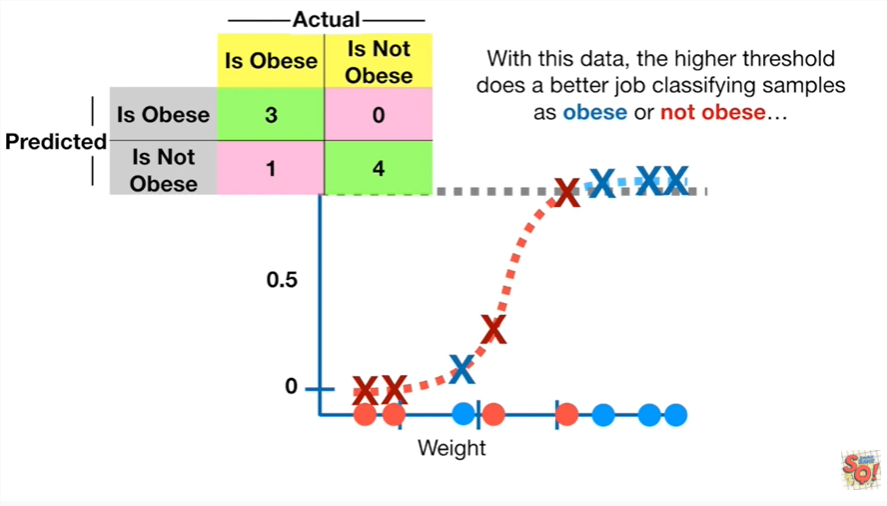 Actual
Is Obese
Is Not
Obese
Predicted
Is Obese
3
0
Is Not
Obese
1
4
With this data, the higher threshold
does a better job classifying samples
as obese or not obese…
0.5
0
X X X X X X X X
Weight
SQ!